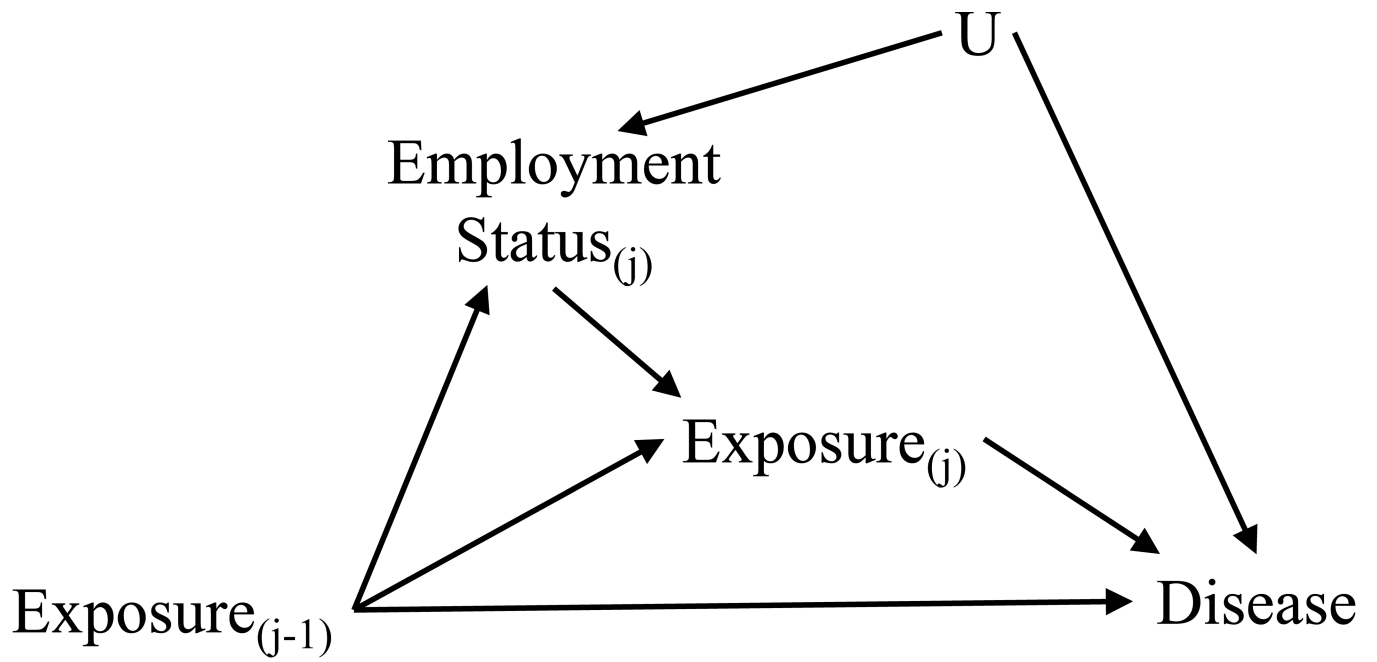 U
Employment
Status(j)
Exposure(j)
Exposure(j-1)
Disease